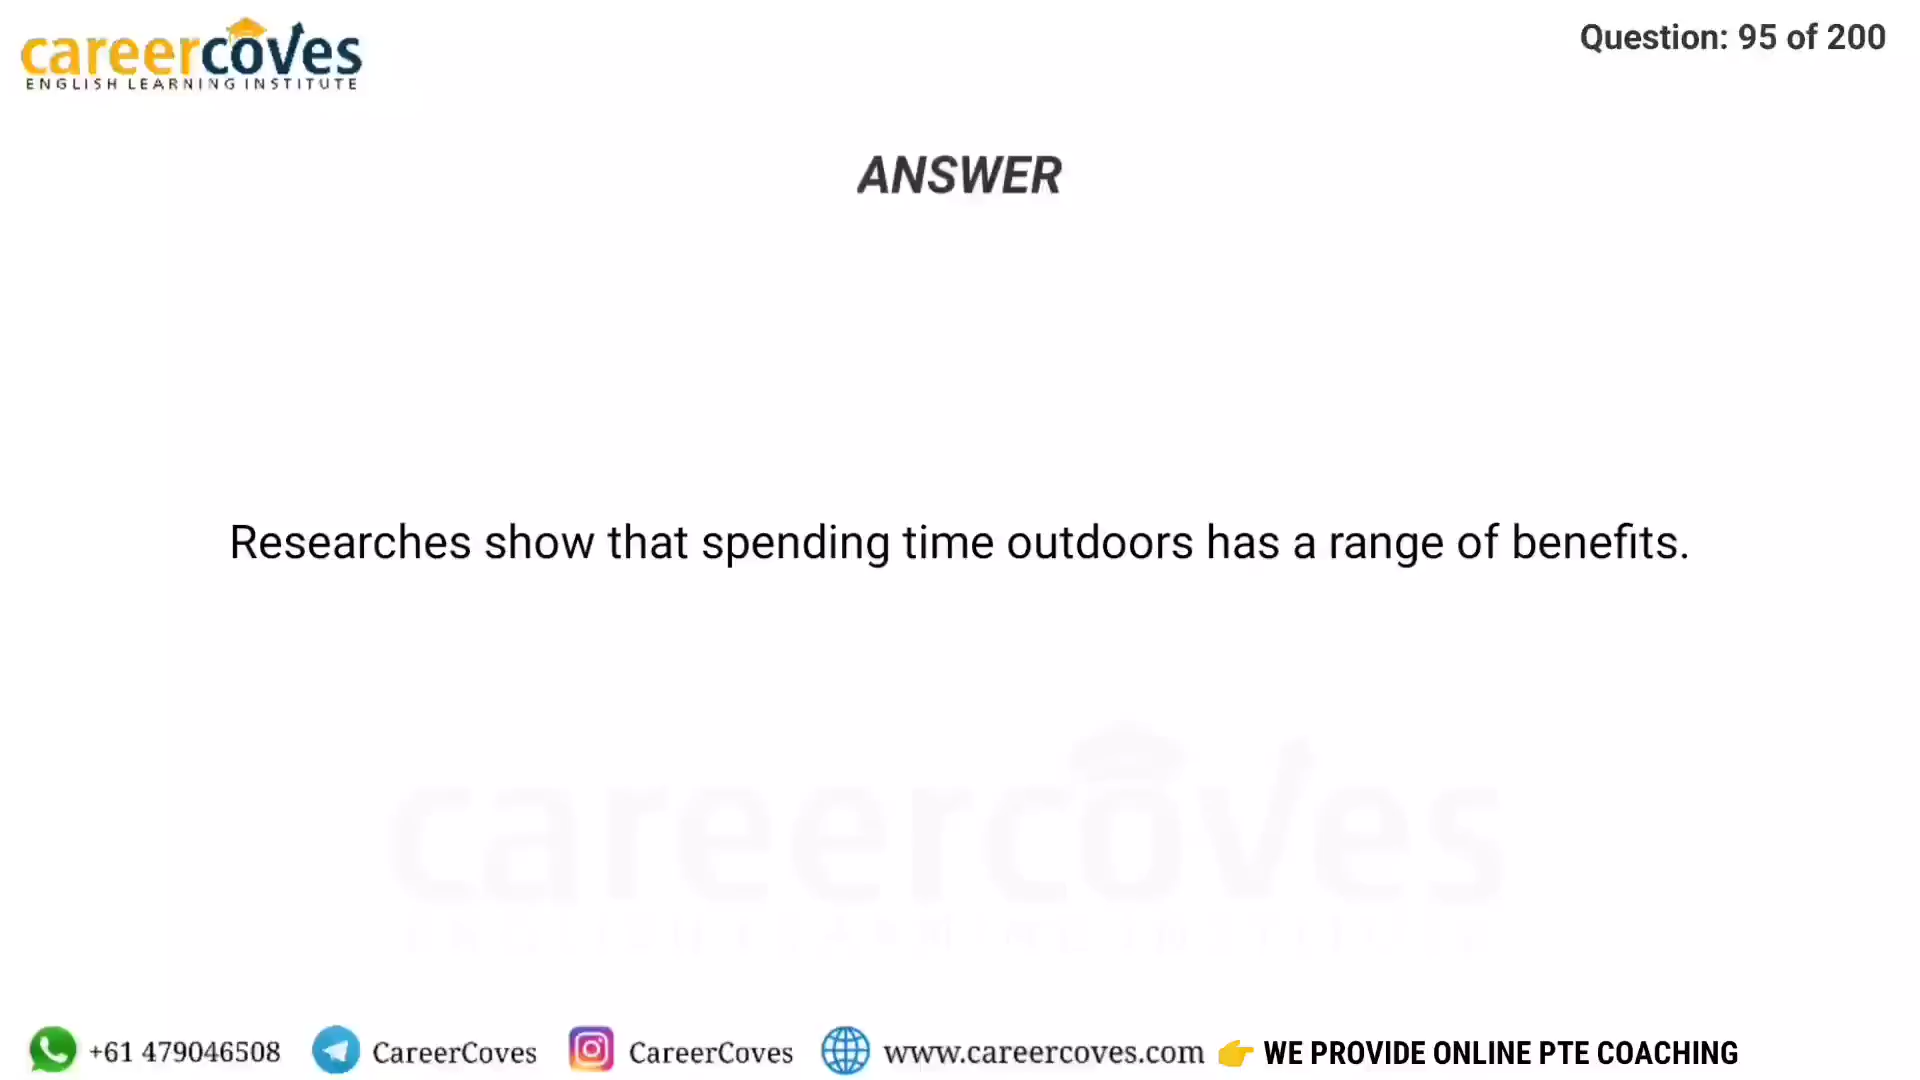 careercoves
ENGLISH LEARNING INSTITUTE
Question: 95 of 200
ANSWER
Researches show that spending time outdoors has a range of benefits.
careercoves
+61 479046508 CareerCoves CareerCoves www.careercoves.com 👉 WE PROVIDE ONLINE PTE COACHING